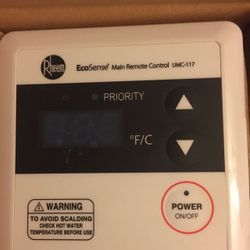 Rheem
EcoSense® Main Remote Control UMC-117
PRIORITY
°F/C
WARNING
TO AVOID SCALDING
CHECK HOT WATER
TEMPERATURE BEFORE USE
POWER
ON/OFF